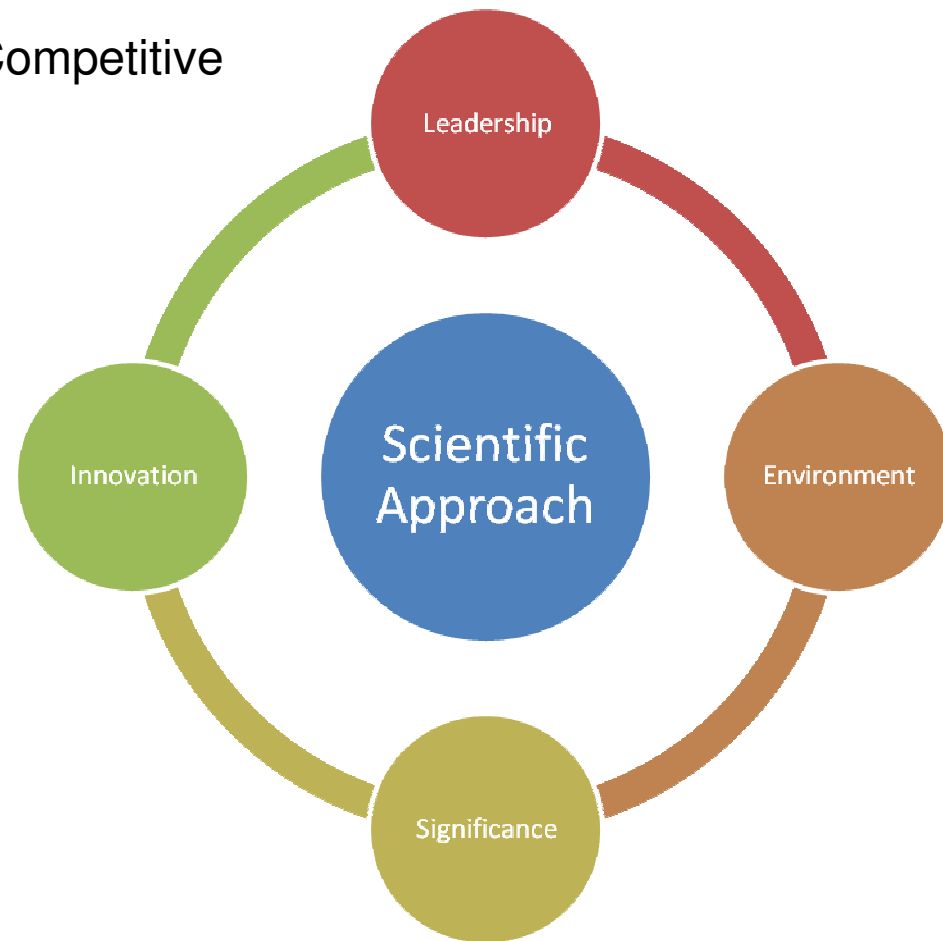 Competitive
Leadership
Innovation
Scientific
Approach
Environment
Significance